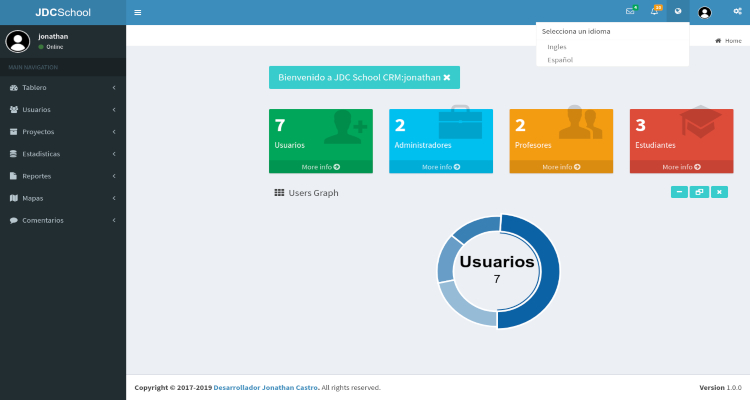 JDCSchool
4
10
jonathan
Online
MAIN NAVIGATION
Tablero
Usuarios
Proyectos
Estadisticas
Reportes
Mapas
Comentarios
Selecciona un idioma
Ingles
Español
Home
Bienvenido a JDC School CRM:jonathan
7
Usuarios
More info
2
Administradores
More info
2
Profesores
More info
3
Estudiantes
More info
Users Graph
Usuarios
7
Copyright © 2017-2019 Desarrollador Jonathan Castro. All rights reserved.
Version 1.0.0